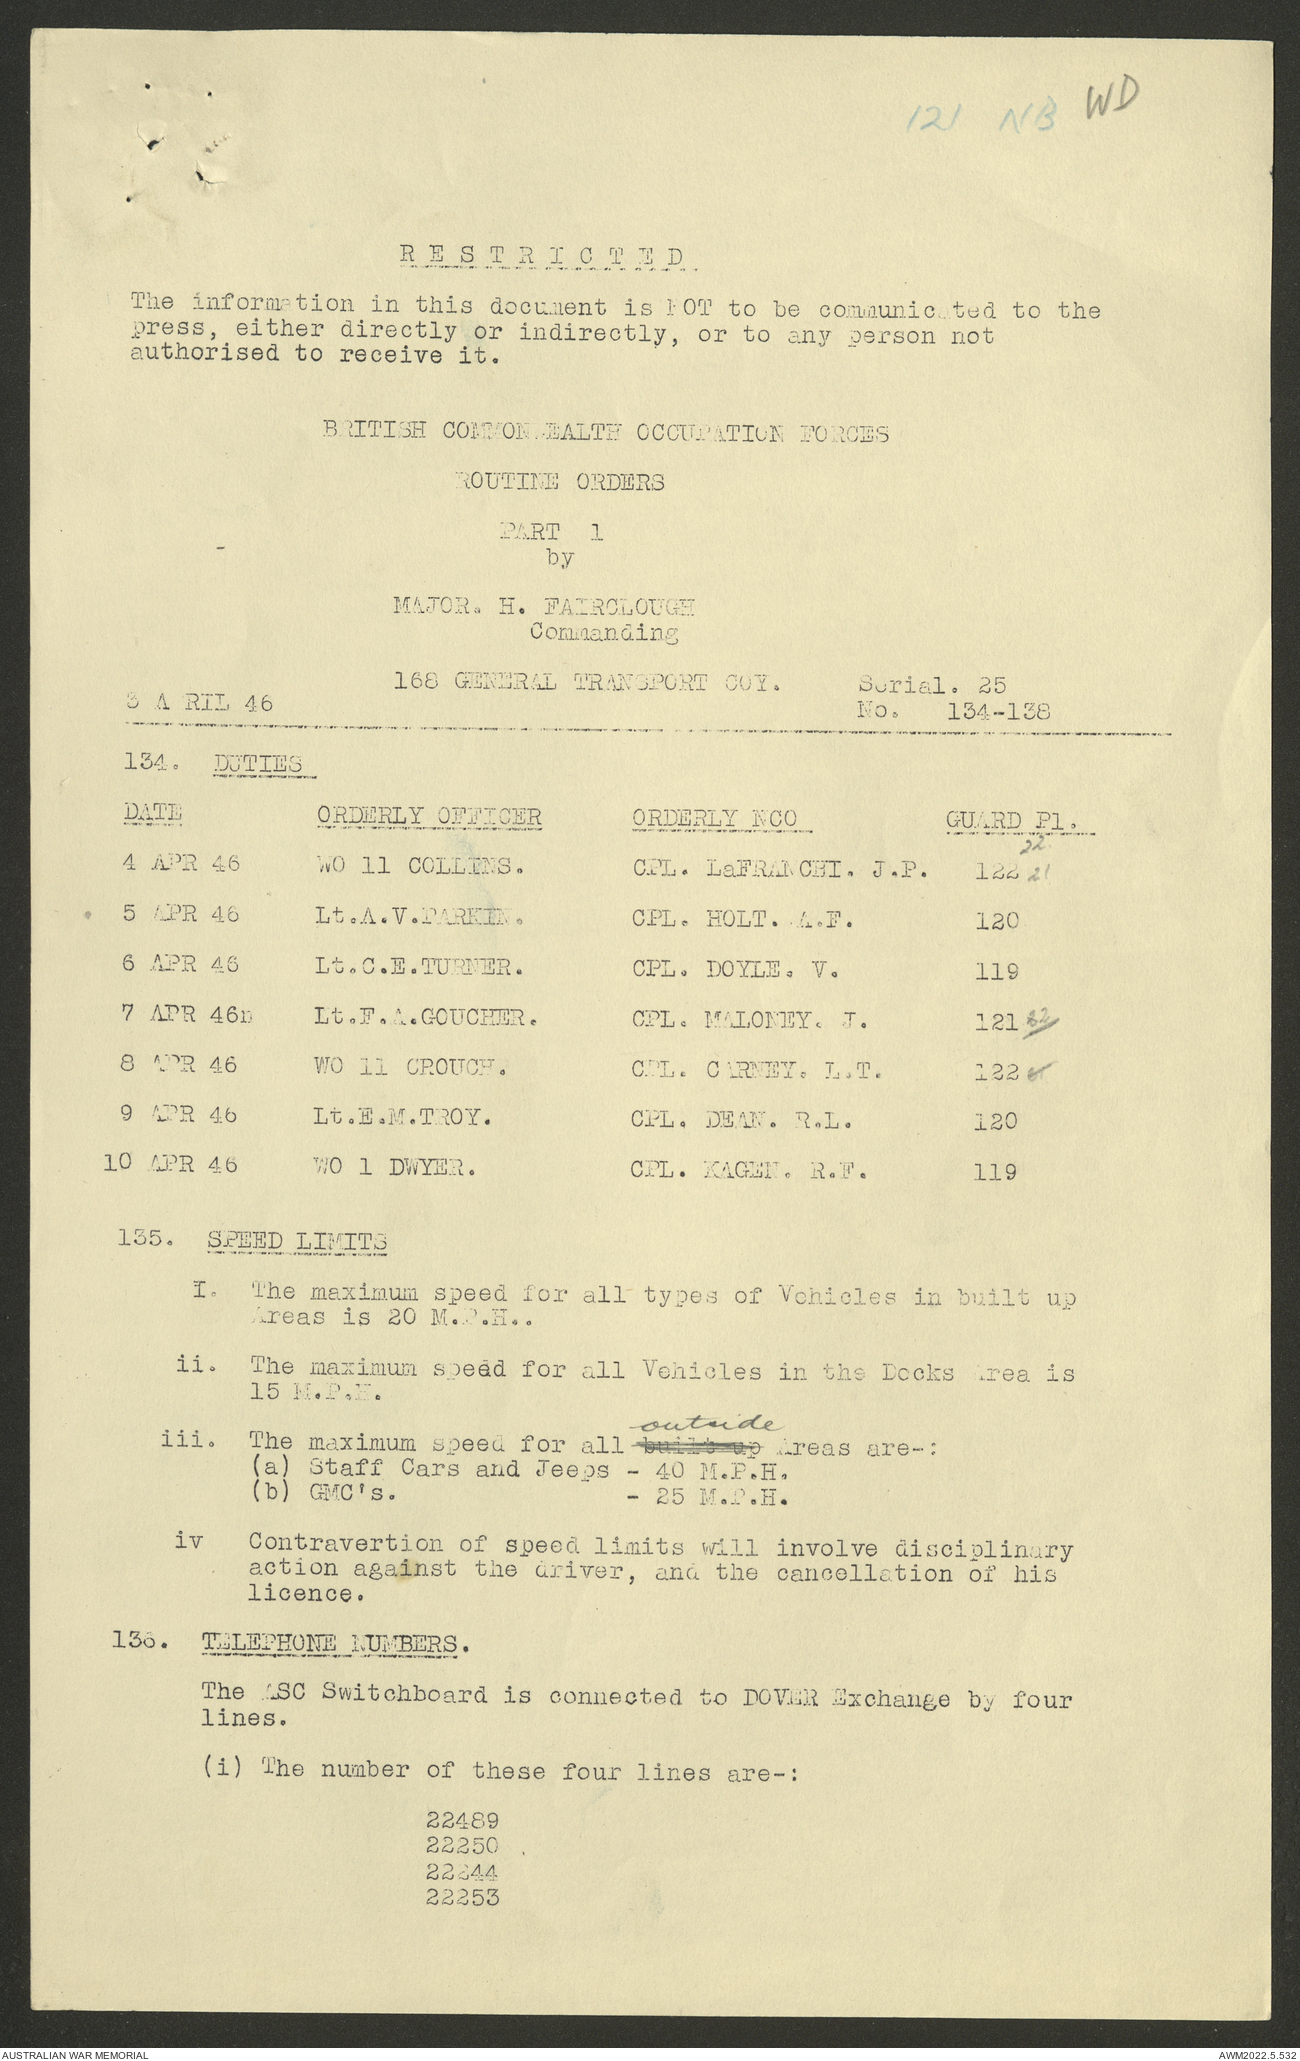 121 NB WD
RESTRICTED
The information in this document is NOT to be communicated to the
press, either directly or indirectly, or to any person not
authorised to receive it.
BRITISH COMMONWEALTH OCCUPATION FORCES
ROUTINE ORDERS
PART 1
by
MAJOR. H. FAIRCLOUGH
Commanding
168 GENERAL TRANSPORT COY. Serial. 25
3 APRIL 46 No. 134-138
134. DUTIES
DATE ORDERLY OFFICER ORDERLY NCO GUARD Pl.
22
4 APR 46 WO 11 COLLINS. CPL. LaFRANCHI. J.P. 122 21
5 APR 46 Lt.A.V.PARKIN. CPL. HOLT. A.F. 120
6 APR 46 Lt.C.E.TURNER. CPL. DOYLE. V. 119
7 APR 46n Lt.F.A.GOUCHER. CPL. MALONEY. J. 121
8 APR 46 WO 11 CROUCH. CPL. CARNEY. L.T. 122
9 APR 46 Lt.E.M.TROY. CPL. DEAN. R.L. 120
10 APR 46 WO 1 DWYER. CPL. KAGEN. R.F. 119
135. SPEED LIMITS
I. The maximum speed for all types of Vehicles in built up
Areas is 20 M.P.H..
ii. The maximum speed for all Vehicles in the Docks Area is
15 M.P.H.
outside
iii. The maximum speed for all built up Areas are-:
(a) Staff Cars and Jeeps - 40 M.P.H.
(b) GMC's. - 25 M.P.H.
iv Contravertion of speed limits will involve disciplinary
action against the driver, and the cancellation of his
licence.
136. TELEPHONE NUMBERS.
The ASC Switchboard is connected to DOVER Exchange by four
lines.
(i) The number of these four lines are-:
22489
22250
22244
22253
AUSTRALIAN WAR MEMORIAL AWM2022.5.532